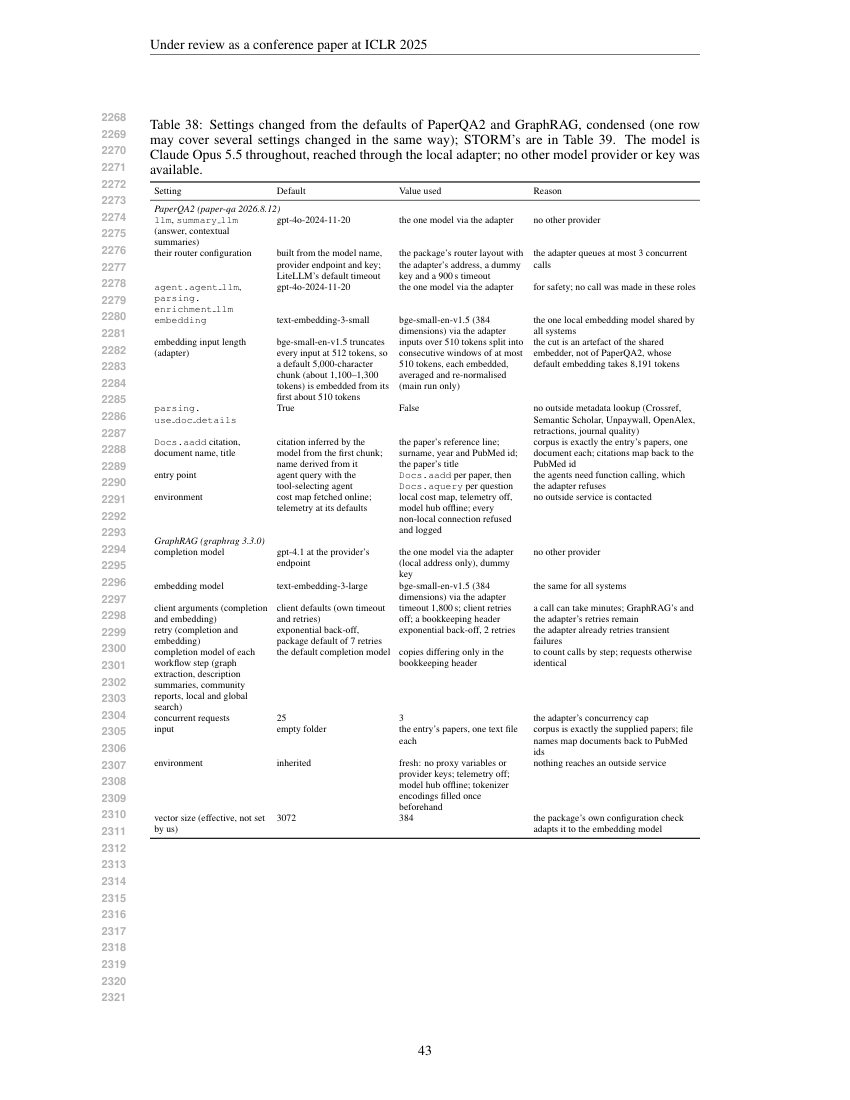 Under review as a conference paper at ICLR 2025
2268
2269
2270
2271
2272
2273
2274
2275
2276
2277
2278
2279
2280
2281
2282
2283
2284
2285
2286
2287
2288
2289
2290
2291
2292
2293
2294
2295
2296
2297
2298
2299
2300
2301
2302
2303
2304
2305
2306
2307
2308
2309
2310
2311
2312
2313
2314
2315
2316
2317
2318
2319
2320
2321
Table 38: Settings changed from the defaults of PaperQA2 and GraphRAG, condensed (one row
may cover several settings changed in the same way); STORM's are in Table 39. The model is
Claude Opus 5.5 throughout, reached through the local adapter; no other model provider or key was
available.
Setting Default Value used Reason
PaperQA2 (paper-qa 2026.8.12)
llm, summary_llm gpt-4o-2024-11-20 the one model via the adapter no other provider
(answer, contextual
summaries)
their router configuration built from the model name, the package's router layout with the adapter queues at most 3 concurrent
provider endpoint and key; the adapter's address, a dummy calls
LiteLLM's default timeout key and a 900 s timeout
agent.agent_llm, gpt-4o-2024-11-20 the one model via the adapter for safety; no call was made in these roles
parsing.
enrichment_llm
embedding text-embedding-3-small bge-small-en-v1.5 (384 the one local embedding model shared by
dimensions) via the adapter all systems
embedding input length bge-small-en-v1.5 truncates inputs over 510 tokens split into the cut is an artefact of the shared
(adapter) every input at 512 tokens, so consecutive windows of at most embedder, not of PaperQA2, whose
a default 5,000-character 510 tokens, each embedded, default embedding takes 8,191 tokens
chunk (about 1,100–1,300 averaged and re-normalised
tokens) is embedded from its (main run only)
first about 510 tokens
parsing. True False no outside metadata lookup (Crossref,
use_doc_details Semantic Scholar, Unpaywall, OpenAlex,
retractions, journal quality)
Docs.aadd citation, citation inferred by the the paper's reference line; corpus is exactly the entry's papers, one
document name, title model from the first chunk; surname, year and PubMed id; document each; citations map back to the
name derived from it the paper's title PubMed id
entry point agent query with the Docs.aadd per paper, then the agents need function calling, which
tool-selecting agent Docs.aquery per question the adapter refuses
environment cost map fetched online; local cost map, telemetry off, no outside service is contacted
telemetry at its defaults model hub offline; every
non-local connection refused
and logged
GraphRAG (graphrag 3.3.0)
completion model gpt-4.1 at the provider's the one model via the adapter no other provider
endpoint (local address only), dummy
key
embedding model text-embedding-3-large bge-small-en-v1.5 (384 the same for all systems
dimensions) via the adapter
client arguments (completion client defaults (own timeout timeout 1,800 s; client retries a call can take minutes; GraphRAG's and
and embedding) and retries) off; a bookkeeping header the adapter's retries remain
retry (completion and exponential back-off, exponential back-off, 2 retries the adapter already retries transient
embedding) package default of 7 retries failures
completion model of each the default completion model copies differing only in the to count calls by step; requests otherwise
workflow step (graph bookkeeping header identical
extraction, description
summaries, community
reports, local and global
search)
concurrent requests 25 3 the adapter's concurrency cap
input empty folder the entry's papers, one text file corpus is exactly the supplied papers; file
each names map documents back to PubMed
ids
environment inherited fresh: no proxy variables or nothing reaches an outside service
provider keys; telemetry off;
model hub offline; tokenizer
encodings filled once
beforehand
vector size (effective, not set 3072 384 the package's own configuration check
by us) adapts it to the embedding model
43